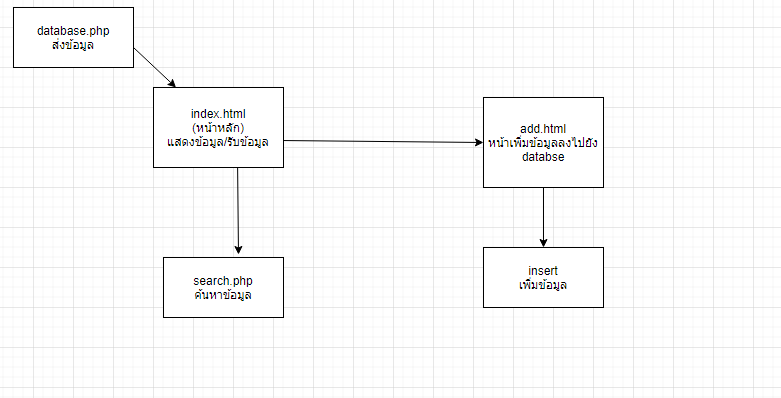 database.php
ส่งข้อมูล
index.html
(หน้าหลัก)
แสดงข้อมูล/รับข้อมูล
add.html
หน้าเพิ่มข้อมูลลงไปยัง
databse
search.php
ค้นหาข้อมูล
insert
เพิ่มข้อมูล